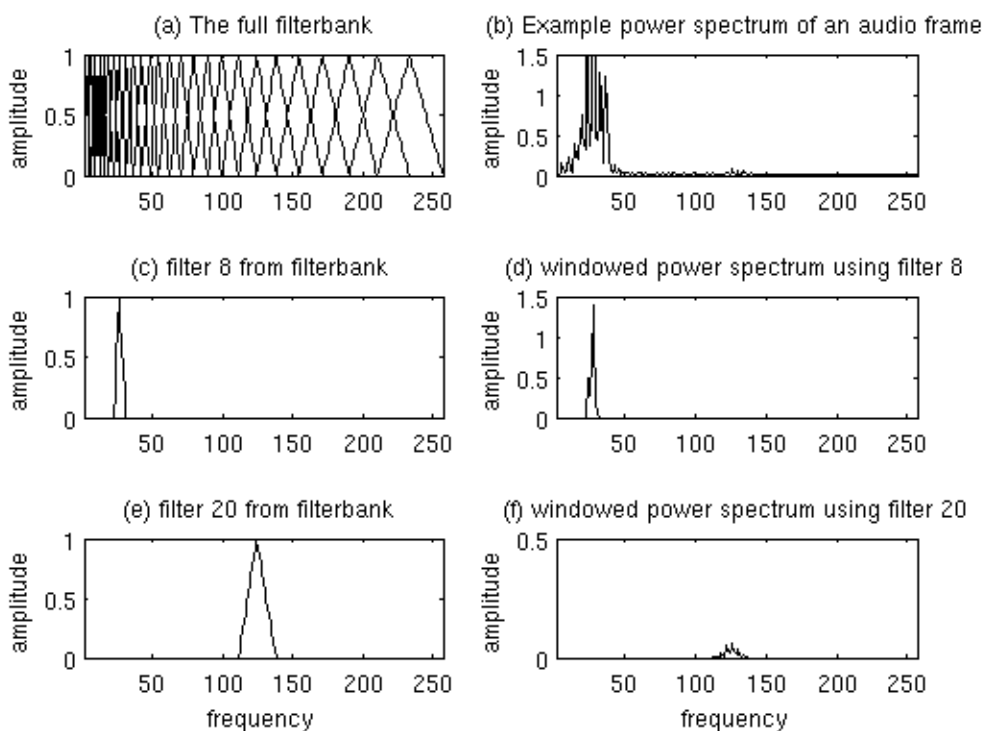 (a) The full filterbank
amplitude
1
0.5
0
50 100 150 200 250
(b) Example power spectrum of an audio frame
amplitude
1.5
1
0.5
0
50 100 150 200 250
(c) filter 8 from filterbank
amplitude
1
0.5
0
50 100 150 200 250
(d) windowed power spectrum using filter 8
amplitude
1.5
1
0.5
0
50 100 150 200 250
(e) filter 20 from filterbank
amplitude
1
0.5
0
50 100 150 200 250
frequency
(f) windowed power spectrum using filter 20
amplitude
0.5
0
50 100 150 200 250
frequency